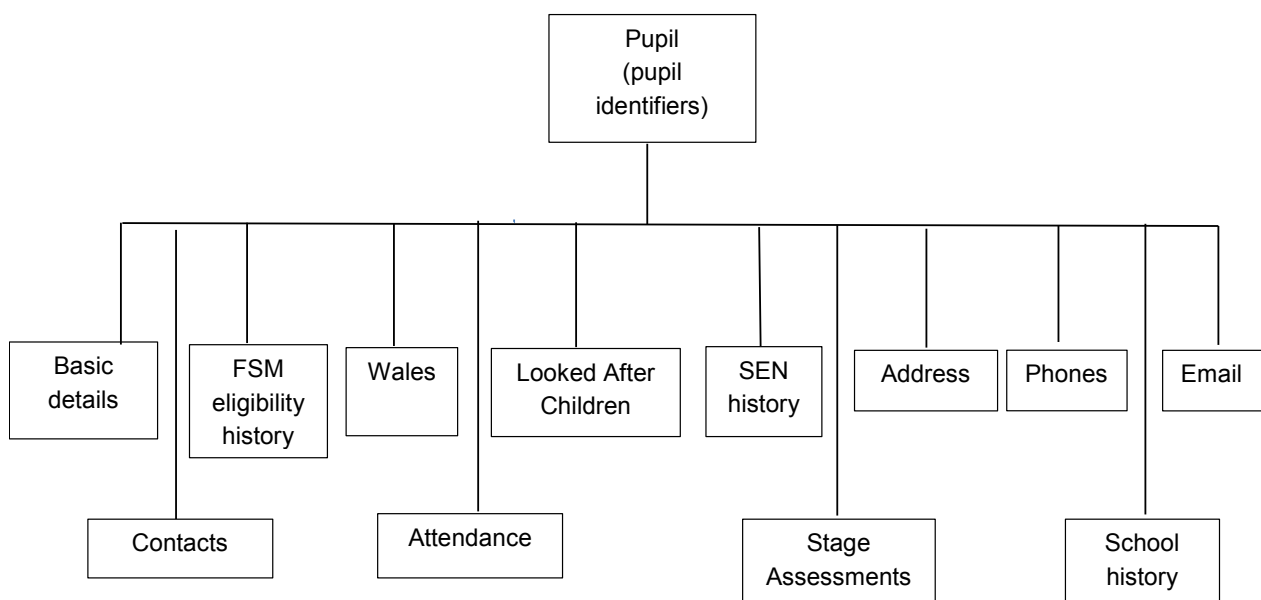 Pupil
(pupil
identifiers)
Basic
details
FSM
eligibility
history
Wales
Looked After
Children
SEN
history
Address
Phones
Email
Contacts
Attendance
Stage
Assessments
School
history